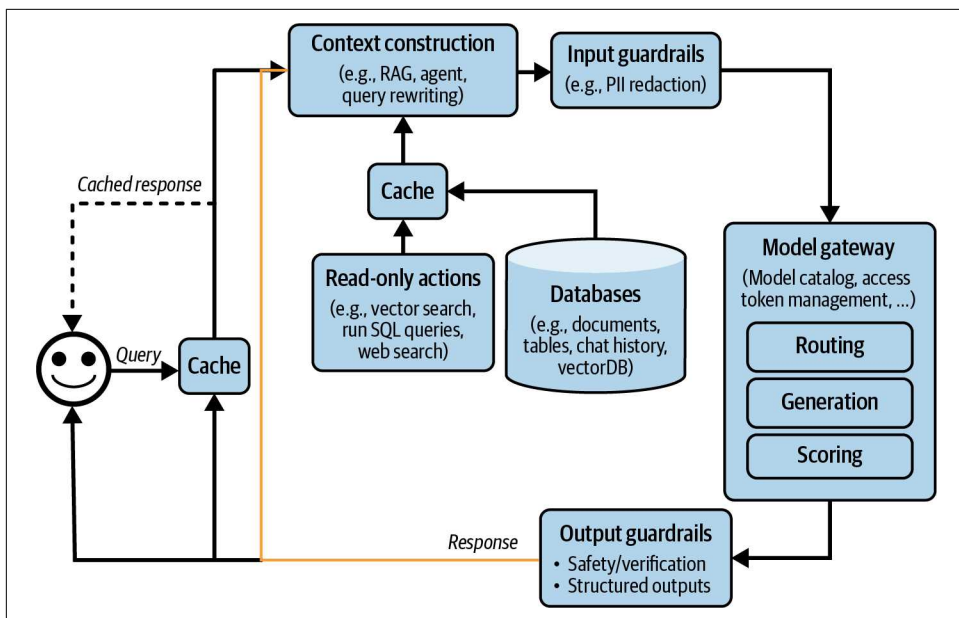 Context construction
(e.g., RAG, agent,
query rewriting)
Input guardrails
(e.g., PII redaction)
Cached response
Cache
Read-only actions
(e.g., vector search,
run SQL queries,
web search)
Databases
(e.g., documents,
tables, chat history,
vectorDB)
Model gateway
(Model catalog, access
token management, ...)
Routing
Generation
Scoring
Query
Cache
Response
Output guardrails
• Safety/verification
• Structured outputs